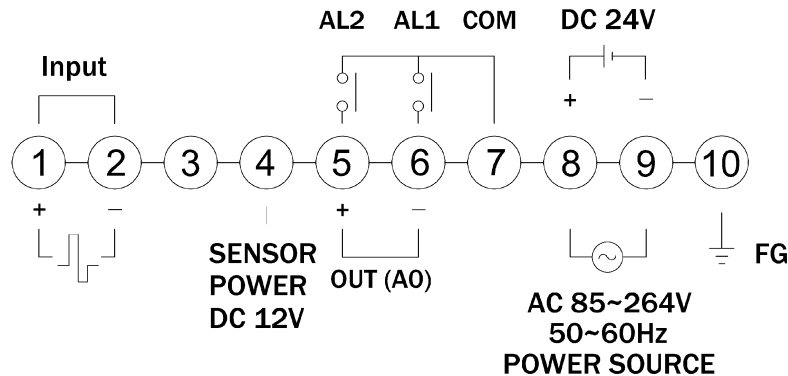 AL2 AL1 COM DC 24V
Input
+ −
1 2 3 4 5 6 7 8 9 10
+ − + −
SENSOR
POWER
DC 12V
OUT (AO)
FG
AC 85~264V
50~60Hz
POWER SOURCE